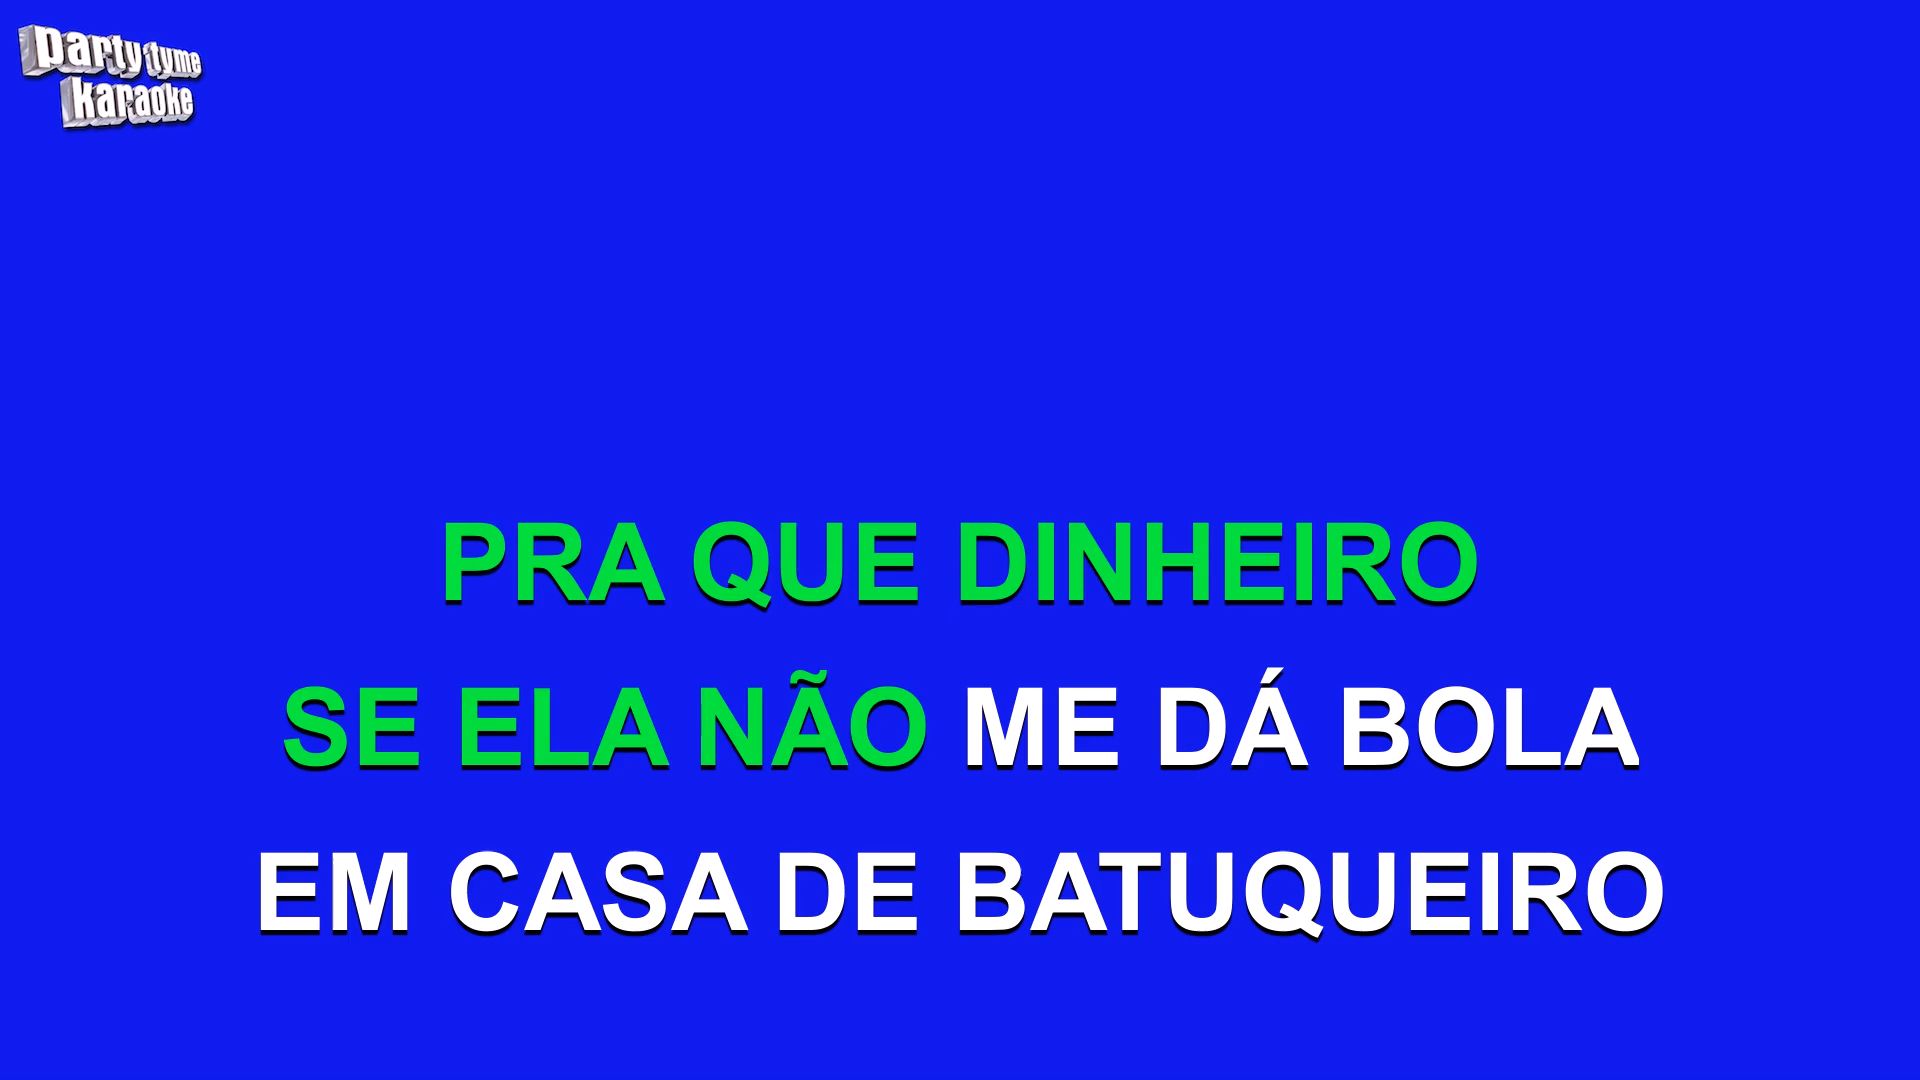 party tyme
karaoke
PRA QUE DINHEIRO
SE ELA NÃO ME DÁ BOLA
EM CASA DE BATUQUEIRO